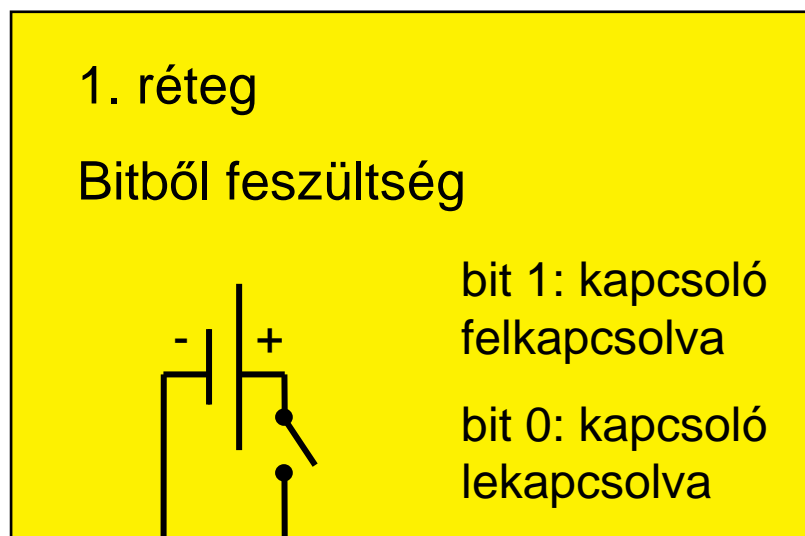 1. réteg
Bitből feszültség
bit 1: kapcsoló
felkapcsolva
- +
bit 0: kapcsoló
lekapcsolva